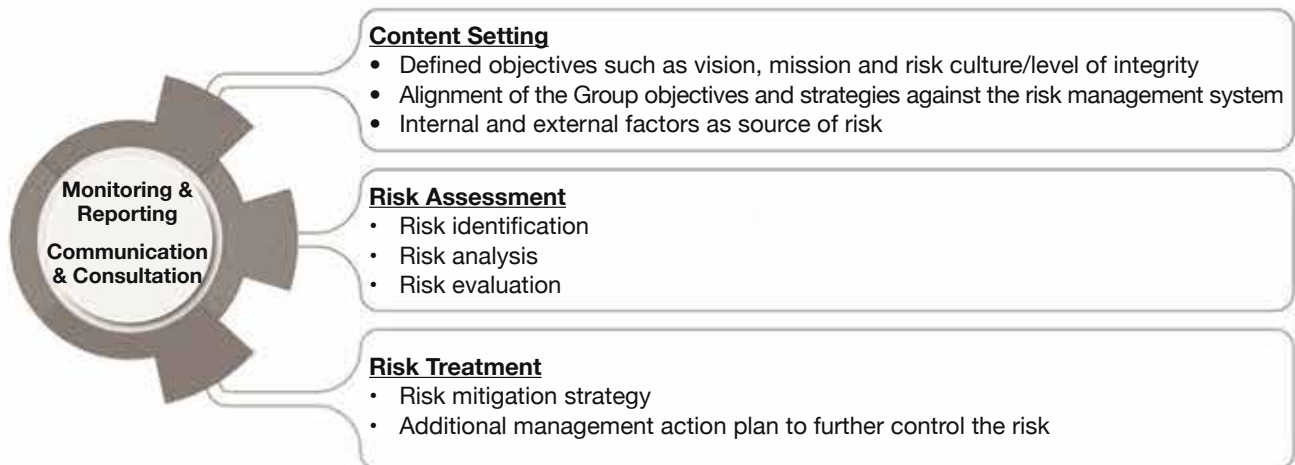 Content Setting
• Defined objectives such as vision, mission and risk culture/level of integrity
• Alignment of the Group objectives and strategies against the risk management system
• Internal and external factors as source of risk
Monitoring &
Reporting
Communication
& Consultation
Risk Assessment
• Risk identification
• Risk analysis
• Risk evaluation
Risk Treatment
• Risk mitigation strategy
• Additional management action plan to further control the risk